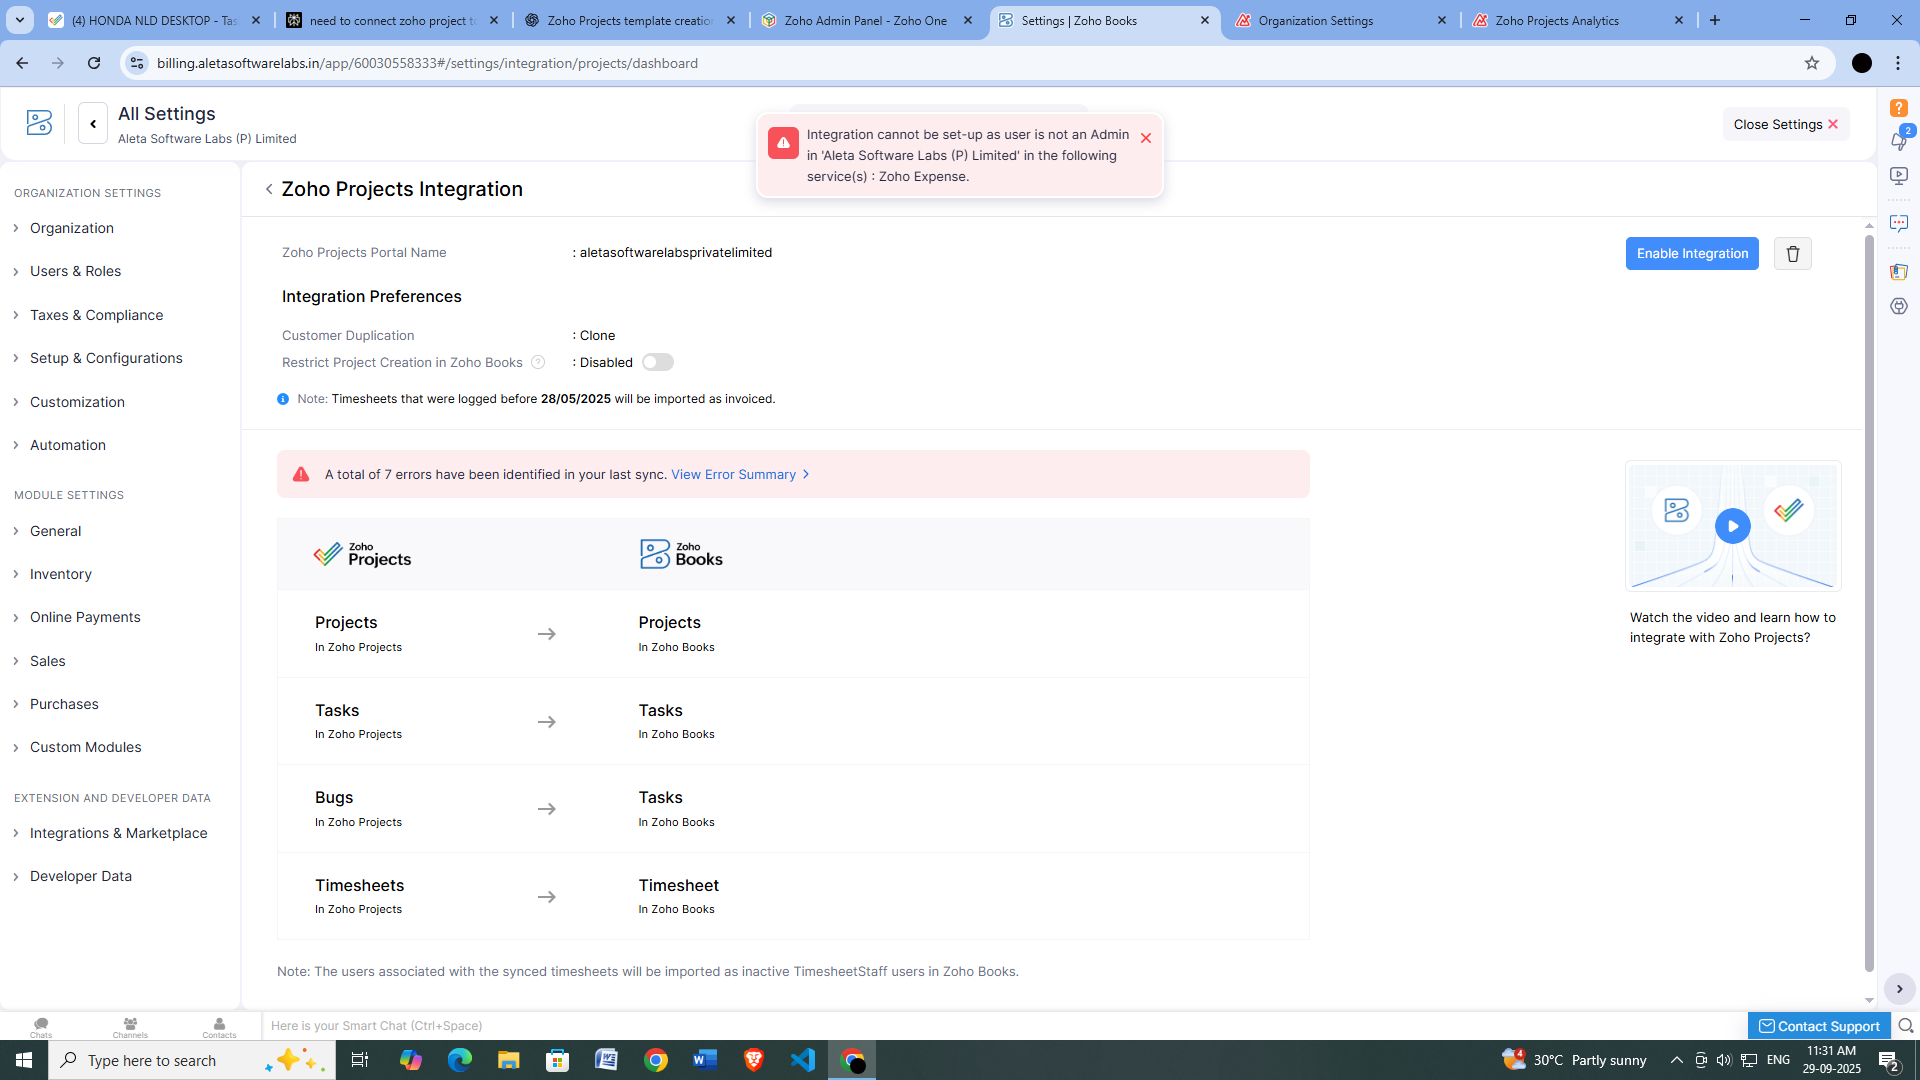 (4) HONDA NLD DESKTOP - Tas
need to connect zoho project to
Zoho Projects template creation
Zoho Admin Panel - Zoho One
Settings | Zoho Books
Organization Settings
Zoho Projects Analytics
billing.aletasoftwarelabs.in/app/60030558333#/settings/integration/projects/dashboard
All Settings
Aleta Software Labs (P) Limited
Integration cannot be set-up as user is not an Admin
in 'Aleta Software Labs (P) Limited' in the following
service(s) : Zoho Expense.
Close Settings
2
ORGANIZATION SETTINGS
Organization
Users & Roles
Taxes & Compliance
Setup & Configurations
Customization
Automation
MODULE SETTINGS
General
Inventory
Online Payments
Sales
Purchases
Custom Modules
EXTENSION AND DEVELOPER DATA
Integrations & Marketplace
Developer Data
Zoho Projects Integration
Zoho Projects Portal Name : aletasoftwarelabsprivatelimited
Enable Integration
Integration Preferences
Customer Duplication : Clone
Restrict Project Creation in Zoho Books ? : Disabled
Note: Timesheets that were logged before 28/05/2025 will be imported as invoiced.
A total of 7 errors have been identified in your last sync. View Error Summary
Zoho Projects
Zoho Books
Projects
In Zoho Projects
Projects
In Zoho Books
Tasks
In Zoho Projects
Tasks
In Zoho Books
Bugs
In Zoho Projects
Tasks
In Zoho Books
Timesheets
In Zoho Projects
Timesheet
In Zoho Books
Note: The users associated with the synced timesheets will be imported as inactive TimesheetStaff users in Zoho Books.
Watch the video and learn how to
integrate with Zoho Projects?
Chats
Channels
Contacts
Here is your Smart Chat (Ctrl+Space)
Contact Support
Type here to search
4
30°C Partly sunny
ENG
11:31 AM
29-09-2025
2